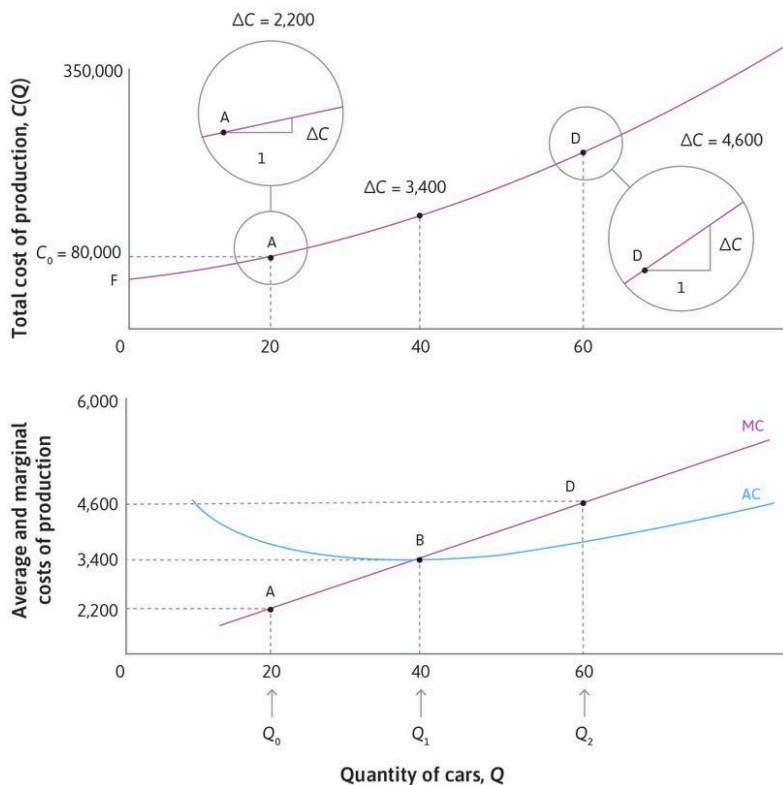 ΔC = 2,200
350,000
A
ΔC
1
D
ΔC = 4,600
ΔC = 3,400
Total cost of production, C(Q)
C₀ = 80,000
A
F
D
ΔC
1
0
20
40
60
6,000
MC
4,600
D
AC
3,400
B
2,200
A
Average and marginal
costs of production
0
20
40
60
Q₀
Q₁
Q₂
Quantity of cars, Q